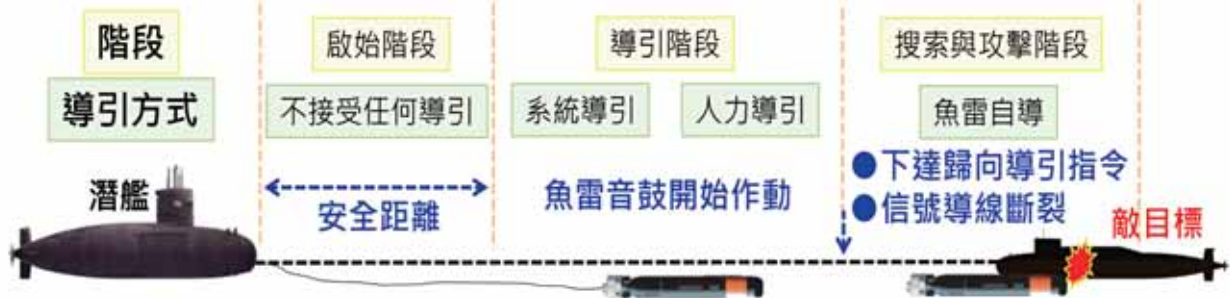 階段
啟始階段
導引階段
搜索與攻擊階段
導引方式
不接受任何導引
系統導引
人力導引
魚雷自導
潛艦
安全距離
魚雷音鼓開始作動
●下達歸向導引指令
●信號導線斷裂
敵目標